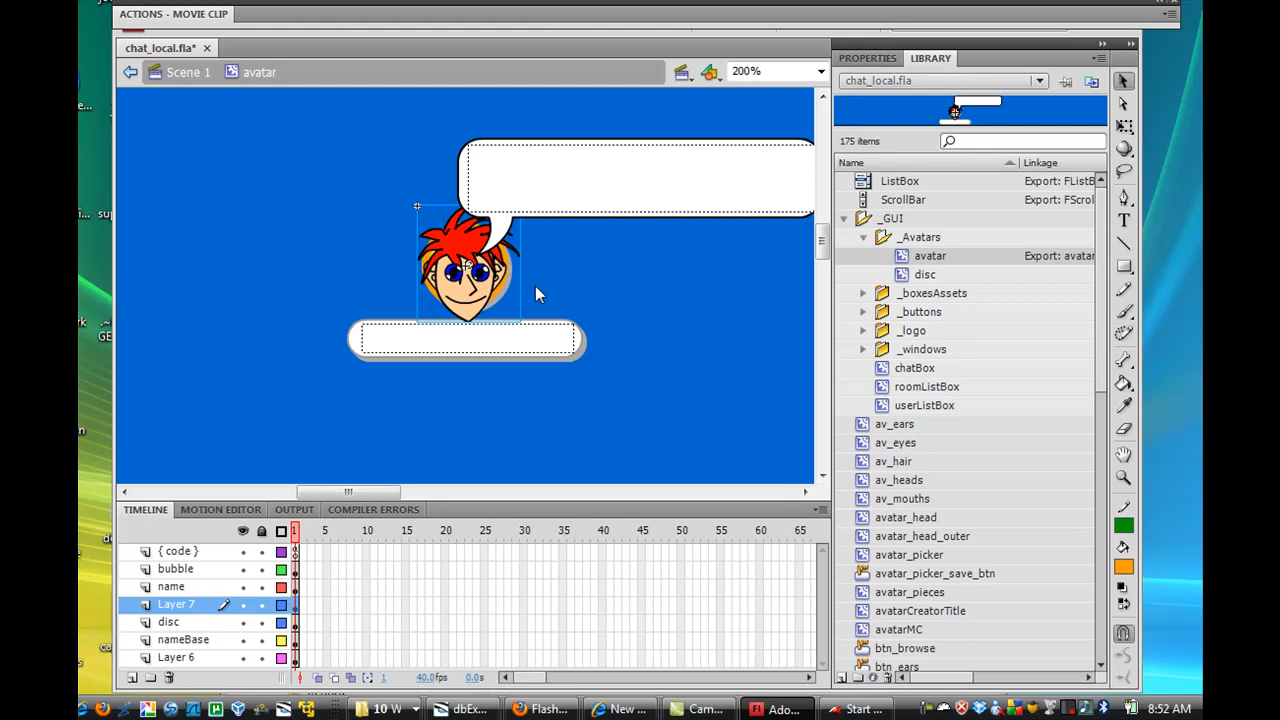 ACTIONS - MOVIE CLIP
chat_local.fla* ×
Scene 1 avatar 200%
PROPERTIES LIBRARY
chat_local.fla
175 items
Name Linkage
ListBox Export: FListB
ScrollBar Export: FScrol
_GUI
_Avatars
avatar Export: avatar
disc
_boxesAssets
_buttons
_logo
_windows
chatBox
roomListBox
userListBox
av_ears
av_eyes
av_hair
av_heads
av_mouths
avatar_head
avatar_head_outer
avatar_picker
avatar_picker_save_btn
avatar_pieces
avatarCreatorTitle
avatarMC
btn_browse
btn_ears
TIMELINE MOTION EDITOR OUTPUT COMPILER ERRORS
1 5 10 15 20 25 30 35 40 45 50 55 60 65
{ code }
bubble
name
Layer 7
disc
nameBase
Layer 6
1 40.0fps 0.0s
10 W dbEx... Flash... New ... Cam... Ado... Start ... 8:52 AM